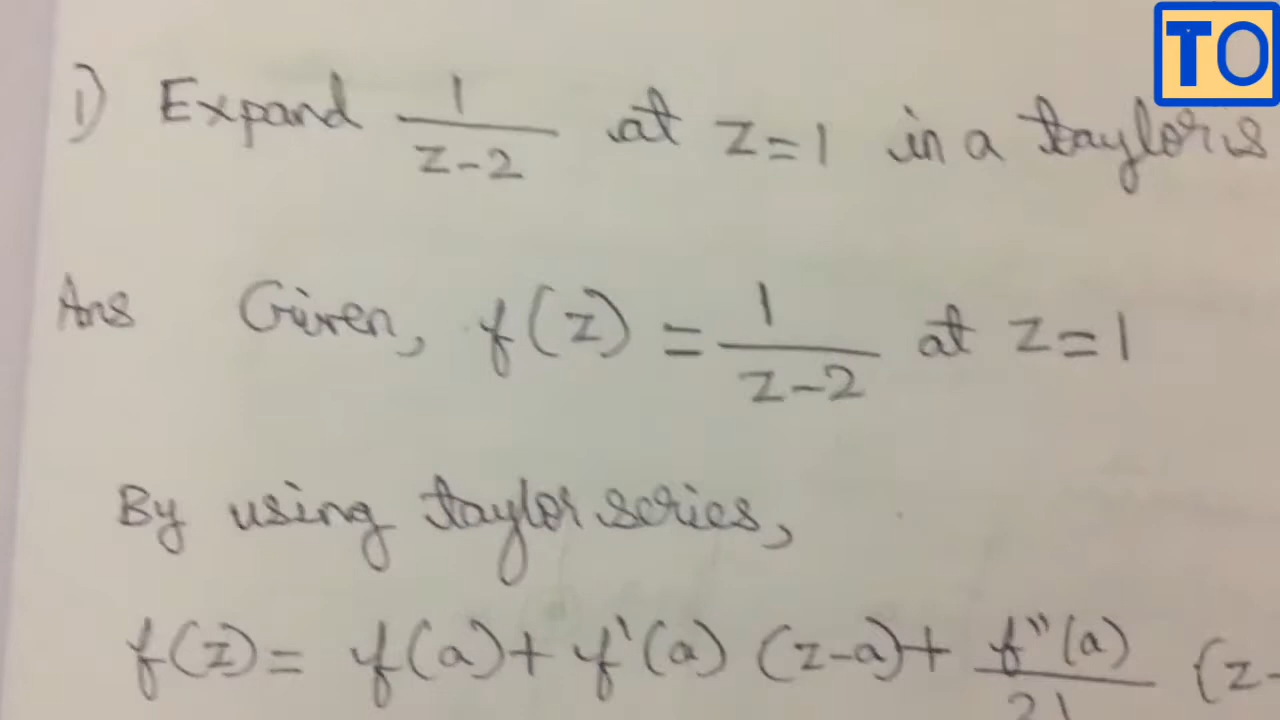 TO
1) Expand 1/(z-2) at z=1 in a taylor's
Ans Given, f(z) = 1/(z-2) at z=1
By using taylor series,
f(z) = f(a) + f'(a) (z-a) + f''(a)/2! (z-